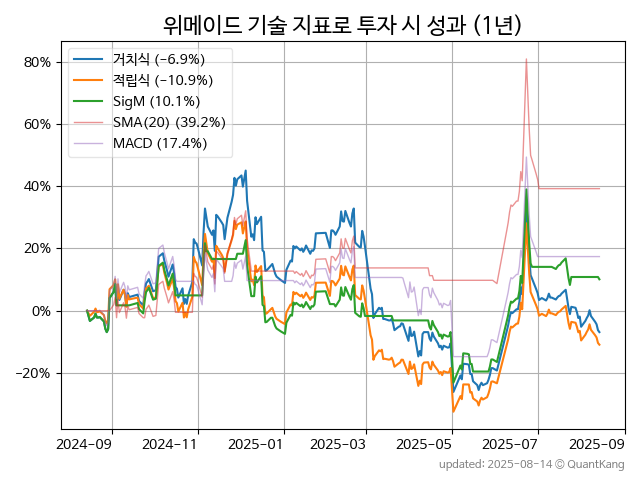 위메이드 기술 지표로 투자 시 성과 (1년)
80%
60%
40%
20%
0%
−20%
거치식 (−6.9%)
적립식 (−10.9%)
SigM (10.1%)
SMA(20) (39.2%)
MACD (17.4%)
2024-09
2024-11
2025-01
2025-03
2025-05
2025-07
2025-09
updated: 2025-08-14 © QuantKang